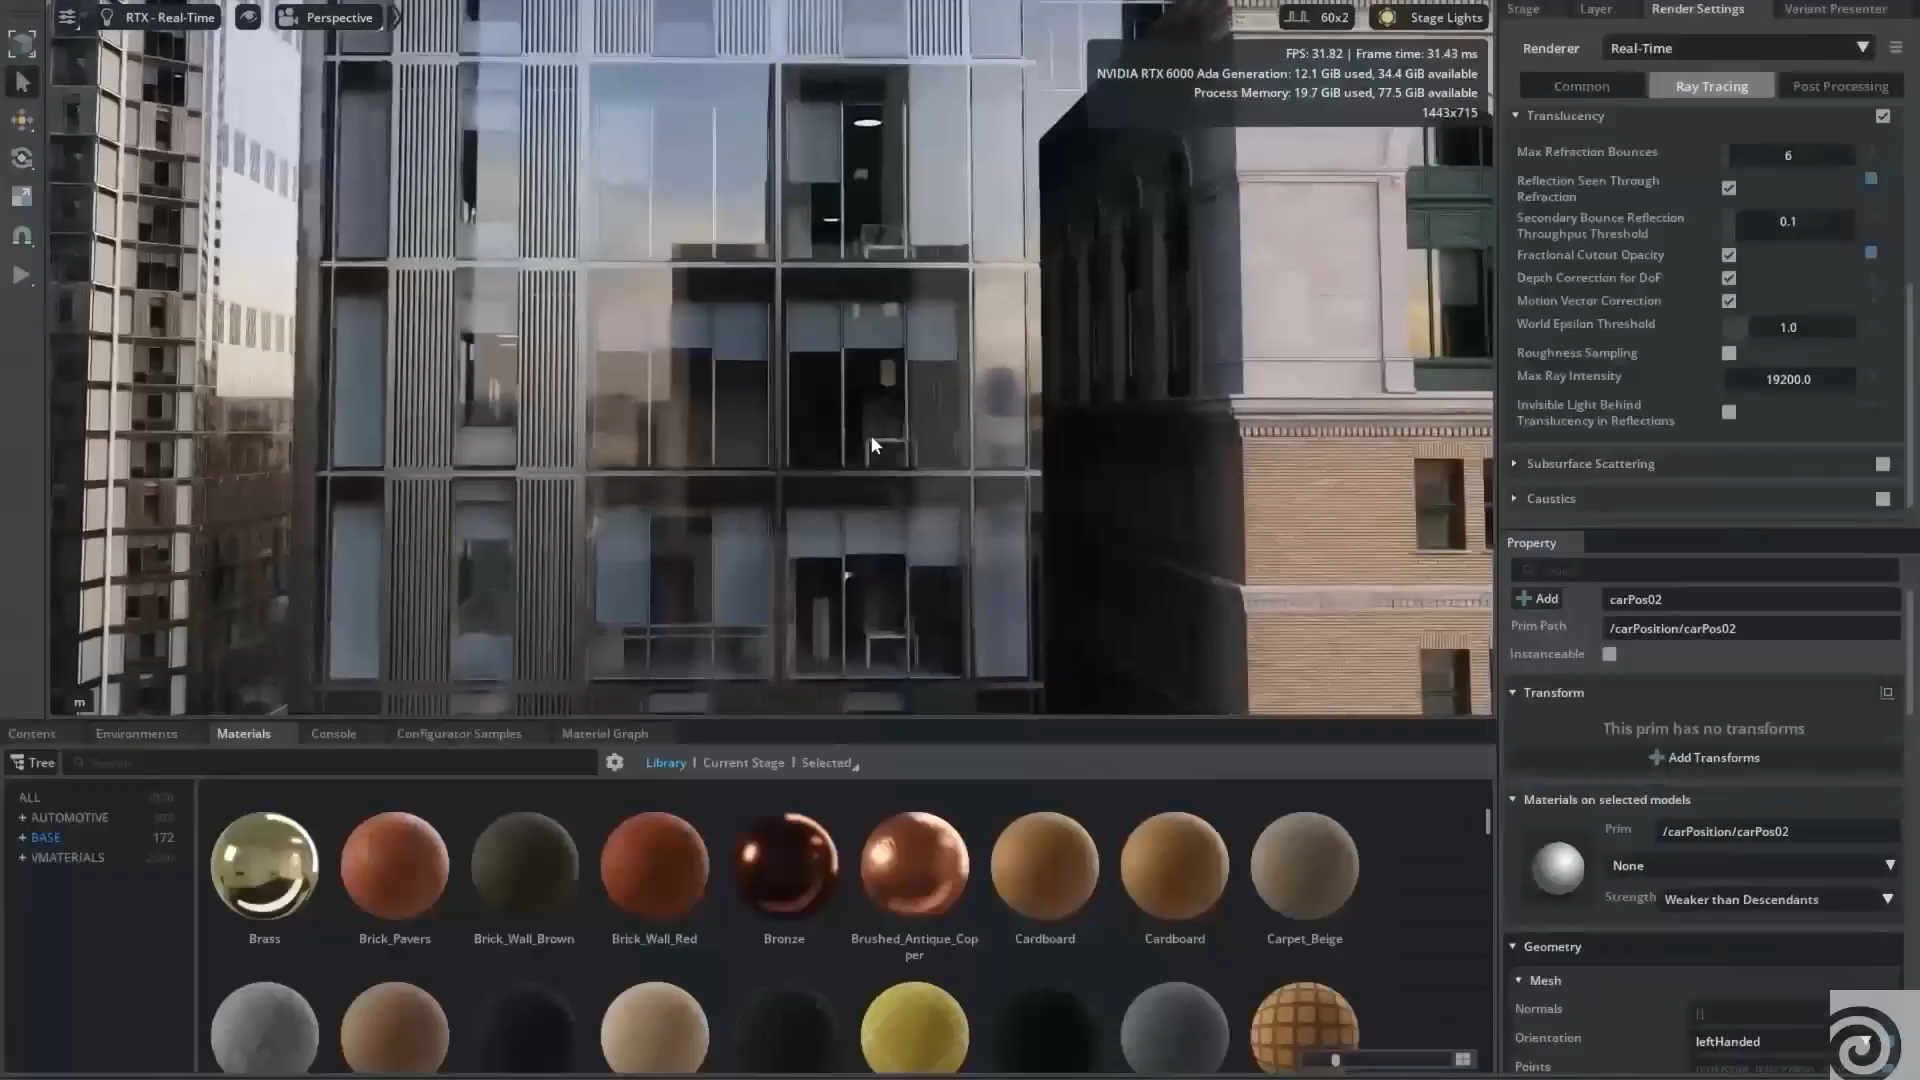 RTX - Real-Time
Perspective
60x2
Stage Lights
FPS: 31.82 | Frame time: 31.43 ms
NVIDIA RTX 6000 Ada Generation: 12.1 GiB used, 34.4 GiB available
Process Memory: 19.7 GiB used, 77.5 GiB available
1443x715
m
Stage
Layer
Render Settings
Variant Presenter
Renderer
Real-Time
Common
Ray Tracing
Post Processing
Translucency
Max Refraction Bounces
6
Reflection Seen Through
Refraction
Secondary Bounce Reflection
Throughput Threshold
0.1
Fractional Cutout Opacity
Depth Correction for DoF
Motion Vector Correction
World Epsilon Threshold
1.0
Roughness Sampling
Max Ray Intensity
19200.0
Invisible Light Behind
Translucency in Reflections
Subsurface Scattering
Caustics
Property
Search
Add
carPos02
Prim Path
/carPosition/carPos02
Instanceable
Transform
This prim has no transforms
Add Transforms
Materials on selected models
Prim
/carPosition/carPos02
None
Strength
Weaker than Descendants
Geometry
Mesh
Normals
[]
Orientation
leftHanded
Points
Content
Environments
Materials
Console
Configurator Samples
Material Graph
Tree
Search
Library | Current Stage | Selected
ALL
+ AUTOMOTIVE
+ BASE 172
+ VMATERIALS
Brass
Brick_Pavers
Brick_Wall_Brown
Brick_Wall_Red
Bronze
Brushed_Antique_Cop
per
Cardboard
Cardboard
Carpet_Beige